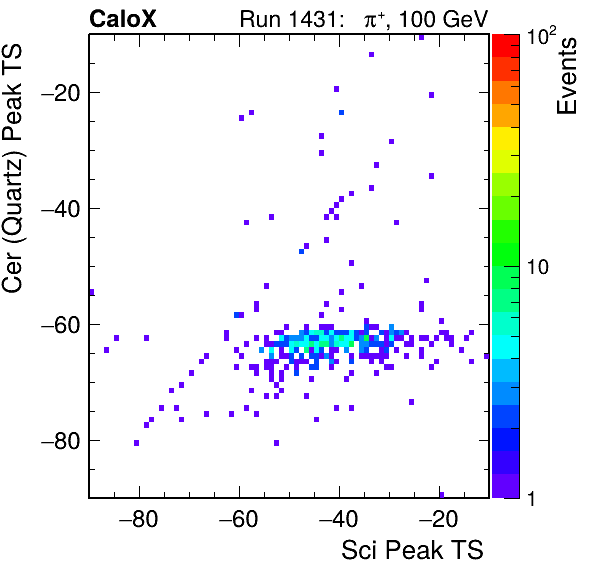 CaloX Run 1431: π⁺, 100 GeV
Cer (Quartz) Peak TS
−20
−40
−60
−80
−80 −60 −40 −20
Sci Peak TS
10²
10
1
Events